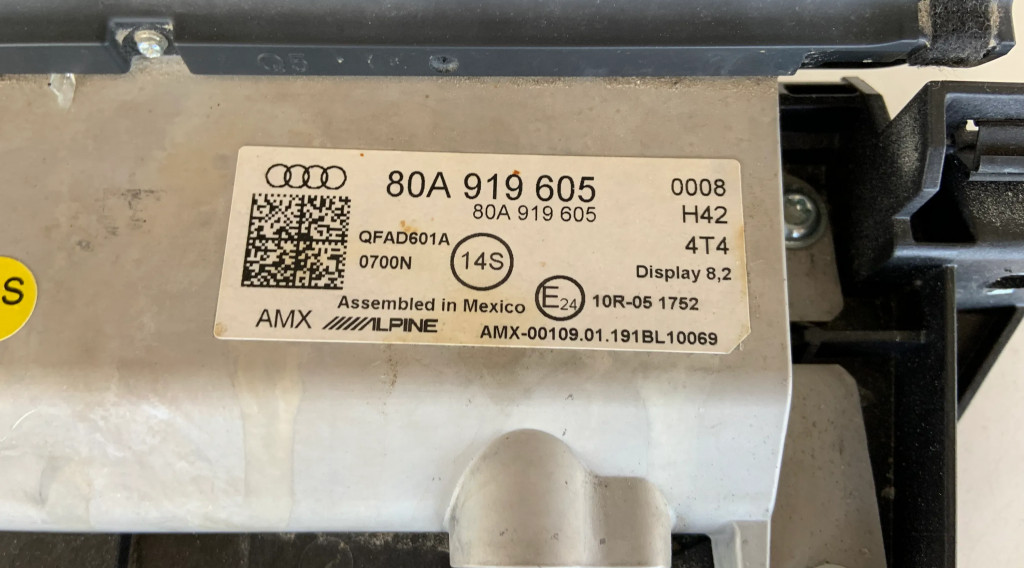 80A 919 605
0008
80A 919 605
H42
QFAD601A
14S
4T4
0700N
Display 8,2
Assembled in Mexico
E24
10R-05 1752
AMX
ALPINE
AMX-00109.01.191BL10069
S